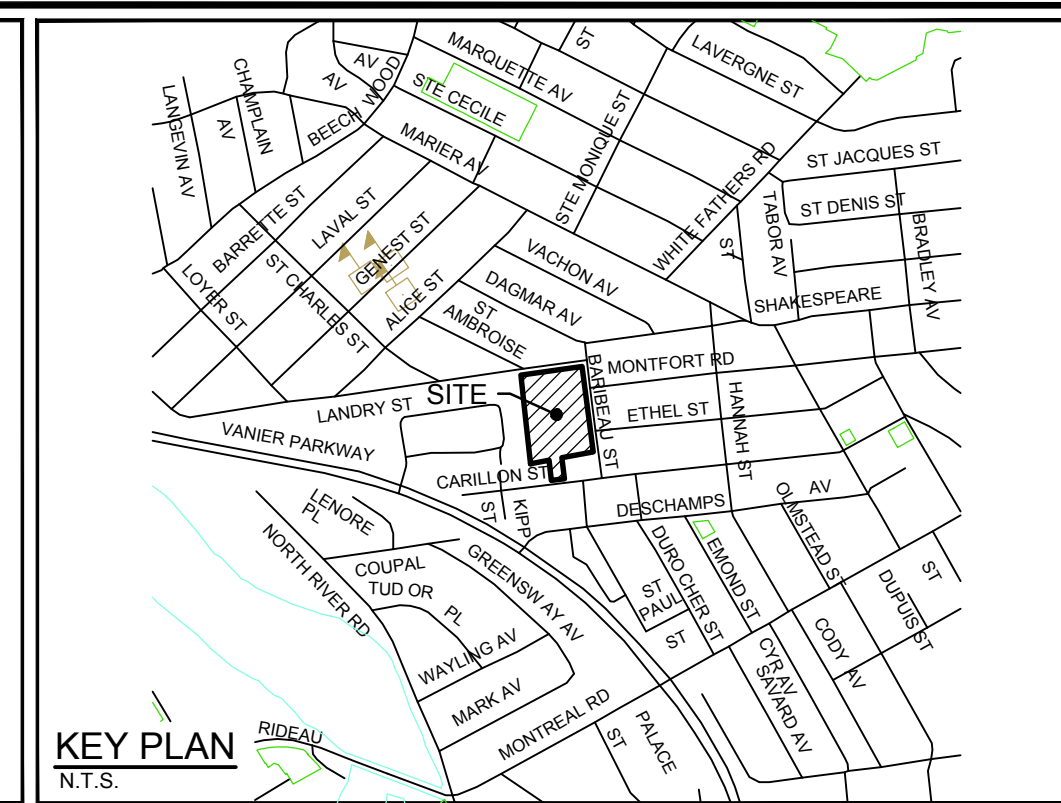 MARQUETTE AV
ST
LAVERGNE ST
AV
AV
BEECH WOOD
CHAMPLAIN
AV
LANGEVIN AV
STE CECILE
MARIER AV
STE MONIQUE ST
WHITE FATHERS RD
ST JACQUES ST
ST DENIS ST
TABOR AV
ST
BRADLEY AV
SHAKESPEARE
BARRETTE ST
LAVAL ST
GENEST ST
ALICE ST
LOYER ST
ST CHARLES ST
VACHON AV
DAGMAR AV
ST
AMBROISE
MONTFORT RD
BARIBEAU ST
ETHEL ST
HANNAH ST
SITE
LANDRY ST
VANIER PARKWAY
CARILLON ST
KIPP
ST
DESCHAMPS
AV
OLMSTEAD ST
LENORE
PL
NORTH RIVER RD
COUPAL
TUD OR
PL
GREENSW AY AV
WAYLING AV
MARK AV
MONTREAL RD
DURO CHER ST
EMOND ST
ST
PAUL
ST
CYR AV
SAVARD AV
CODY AV
DUPUIS ST
ST
PALACE
ST
RIDEAU
KEY PLAN
N.T.S.